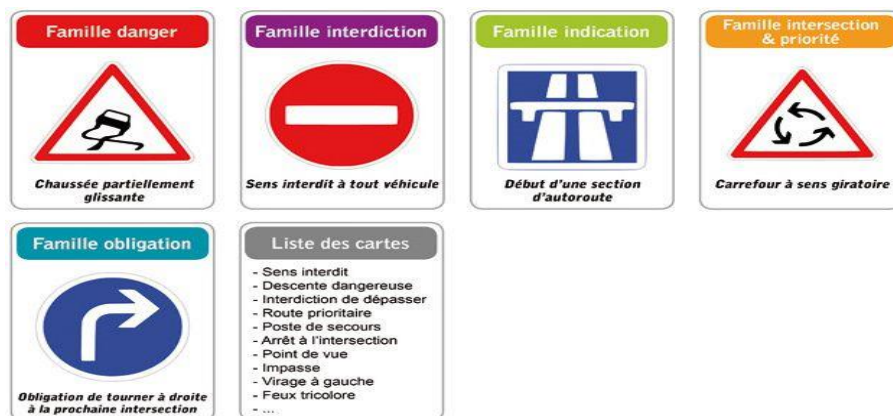 Famille danger
Chaussée partiellement
glissante
Famille interdiction
Sens interdit à tout véhicule
Famille indication
Début d'une section
d'autoroute
Famille intersection
& priorité
Carrefour à sens giratoire
Famille obligation
Obligation de tourner à droite
à la prochaine intersection
Liste des cartes
- Sens interdit
- Descente dangereuse
- Interdiction de dépasser
- Route prioritaire
- Poste de secours
- Arrêt à l'intersection
- Point de vue
- Impasse
- Virage à gauche
- Feux tricolore
- ...